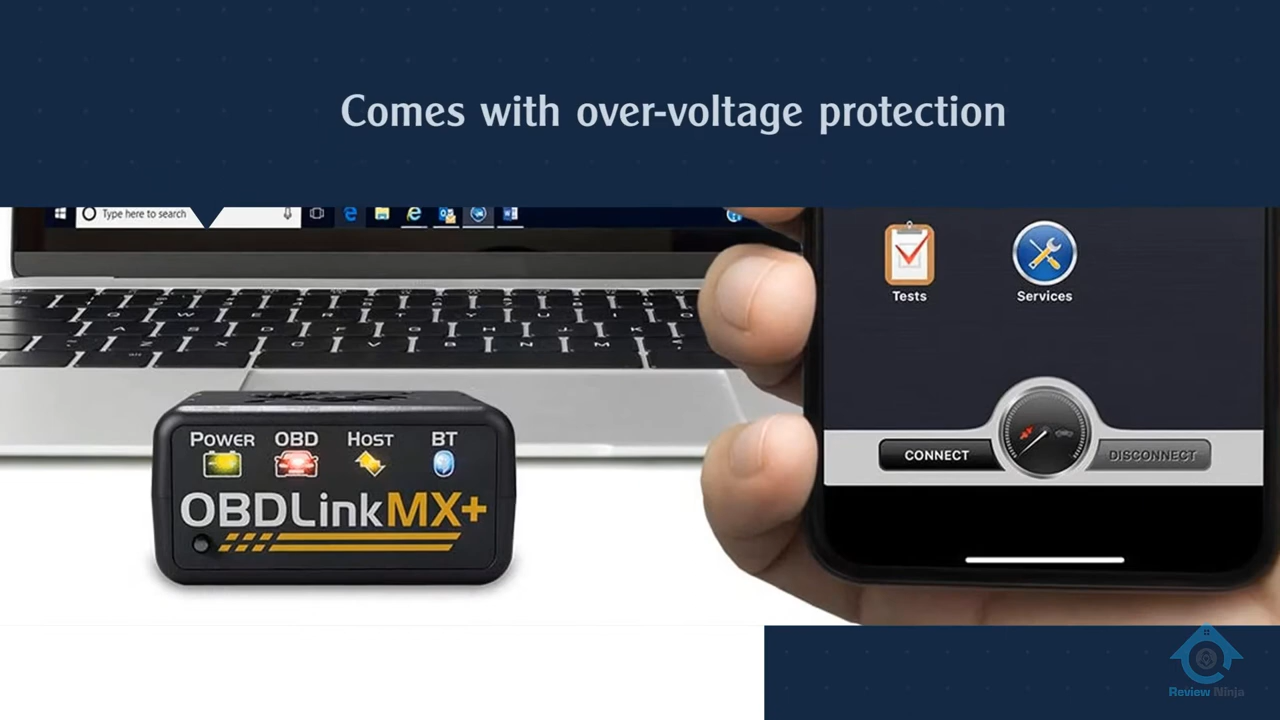 Comes with over-voltage protection
Type here to search
Tests
Services
POWER OBD HOST BT
OBDLinkMX+
CONNECT
DISCONNECT
Review Ninja